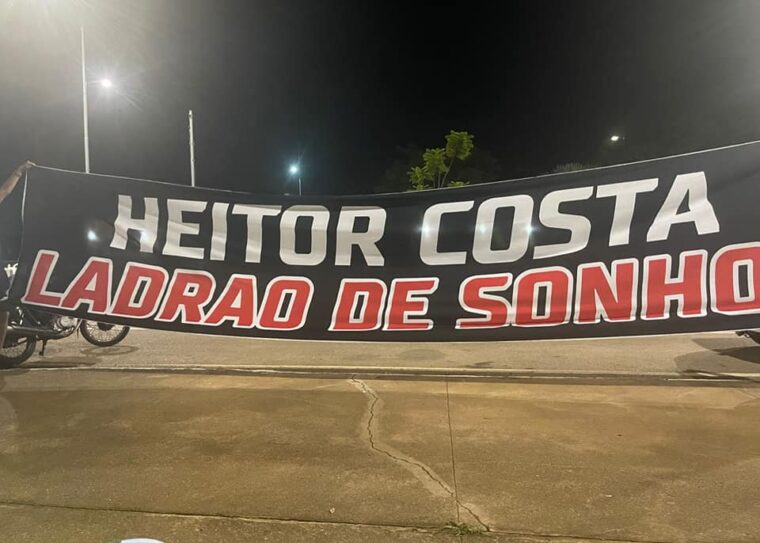 HEITOR COSTA
LADRAO DE SONHO